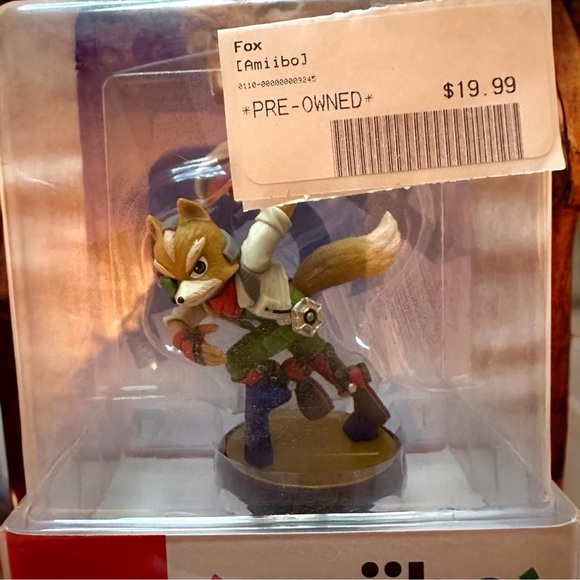 Fox
[Amiibo]
0110-000000009245
*PRE-OWNED*
$19.99